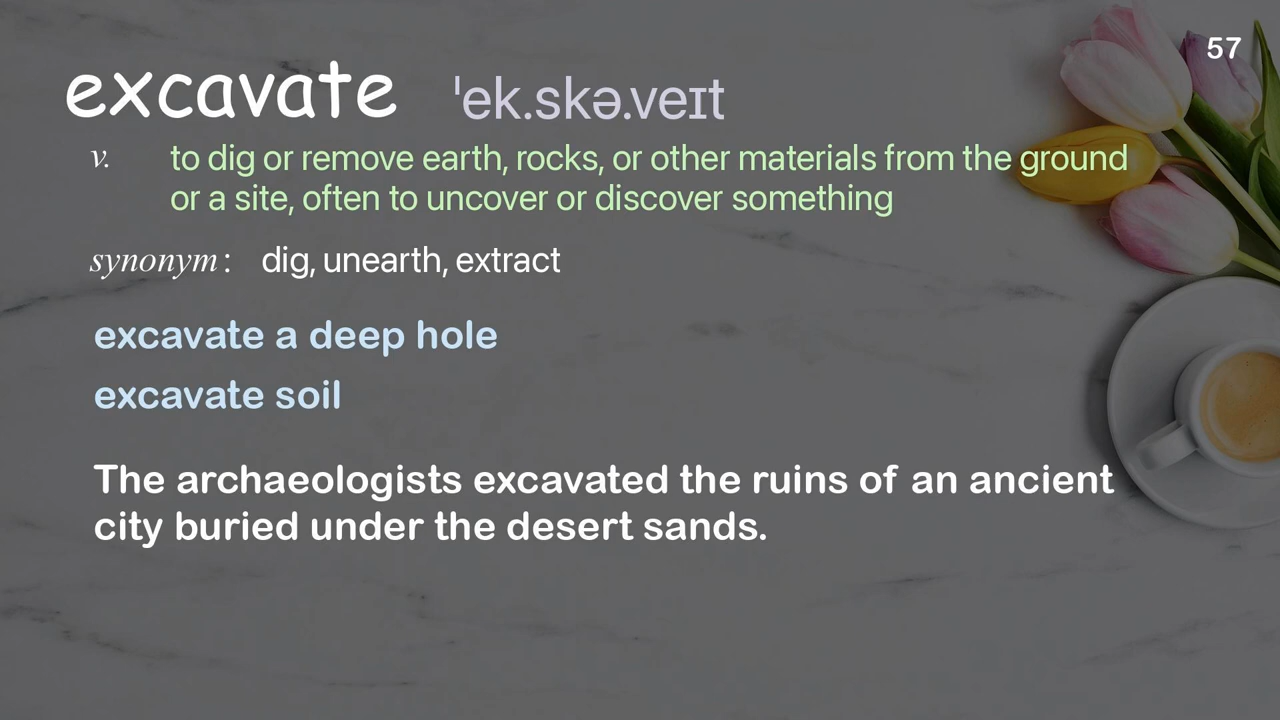 57
excavate ˈek.skə.veɪt
v. to dig or remove earth, rocks, or other materials from the ground
or a site, often to uncover or discover something
synonym: dig, unearth, extract
excavate a deep hole
excavate soil
The archaeologists excavated the ruins of an ancient
city buried under the desert sands.